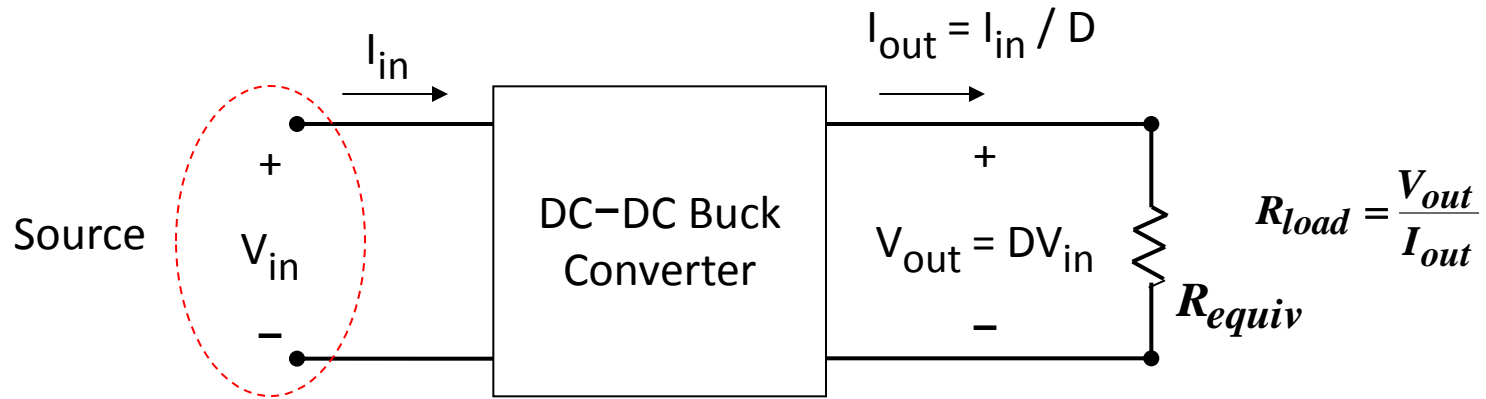 I_in
I_out = I_in / D
+
+
Source
V_in
DC−DC Buck
Converter
V_out = DV_in
R_load = V_out / I_out
R_equiv
−
−